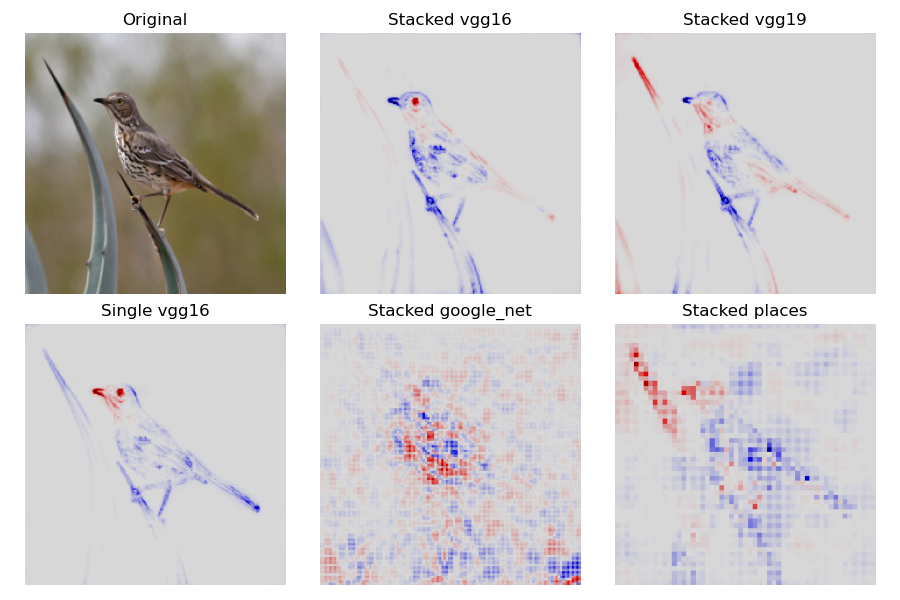 Original
Stacked vgg16
Stacked vgg19
Single vgg16
Stacked google_net
Stacked places